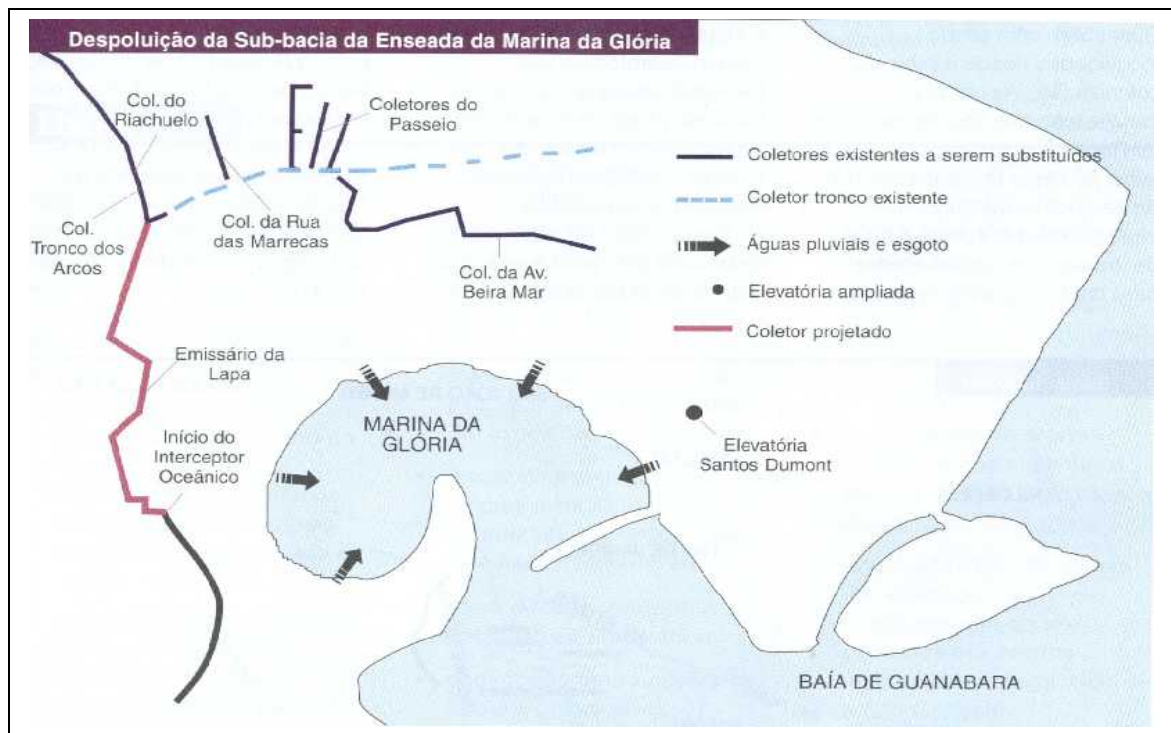 Despoluição da Sub-bacia da Enseada da Marina da Glória
Col. do
Riachuelo
Coletores do
Passeio
Col.
Tronco dos
Arcos
Col. da Rua
das Marrecas
Col. da Av.
Beira Mar
Coletores existentes a serem substituídos
Coletor tronco existente
Águas pluviais e esgoto
Elevatória ampliada
Coletor projetado
Emissário da
Lapa
Início do
Interceptor
Oceânico
MARINA DA
GLÓRIA
Elevatória
Santos Dumont
BAÍA DE GUANABARA